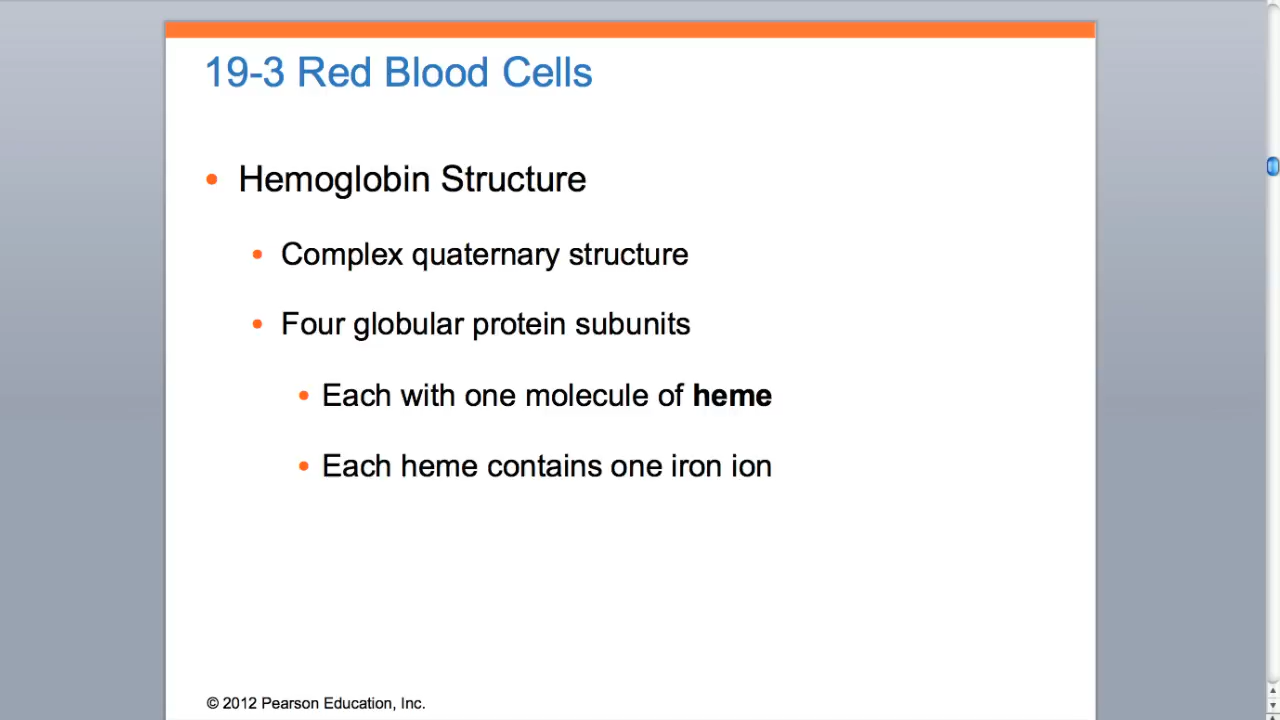 19-3 Red Blood Cells
• Hemoglobin Structure
• Complex quaternary structure
• Four globular protein subunits
• Each with one molecule of heme
• Each heme contains one iron ion
© 2012 Pearson Education, Inc.